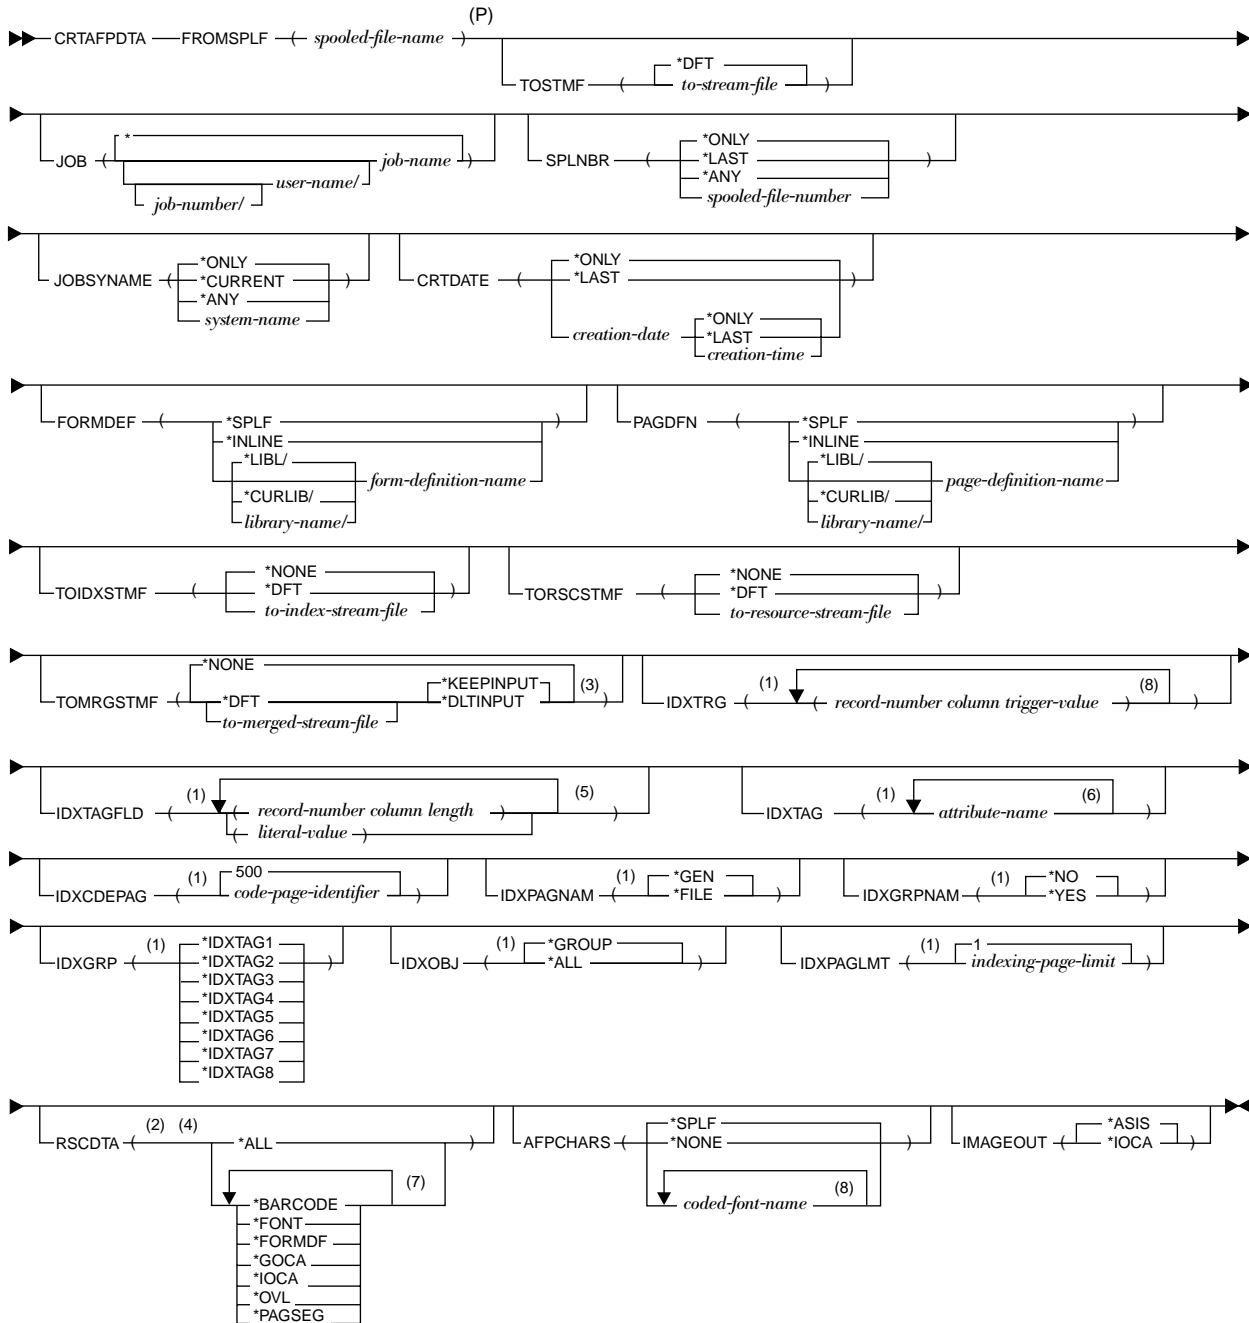 (P)
CRTAFPDTA FROMSPLF ( spooled-file-name )
*DFT
TOSTMF ( to-stream-file )
*
JOB ( job-name )
user-name/
job-number/
*ONLY
SPLNBR ( *LAST )
*ANY
spooled-file-number
*ONLY
JOBSYNAME ( *CURRENT )
*ANY
system-name
*ONLY
CRTDATE ( *LAST )
*ONLY
creation-date *LAST
creation-time
FORMDEF ( *SPLF )
*INLINE
*LIBL/
form-definition-name
*CURLIB/
library-name/
PAGDFN ( *SPLF )
*INLINE
*LIBL/
page-definition-name
*CURLIB/
library-name/
*NONE
TOIDXSTMF ( *DFT )
to-index-stream-file
*NONE
TORSCSTMF ( *DFT )
to-resource-stream-file
*NONE
*KEEPINPUT (3)
TOMRGSTMF ( *DFT *DLTINPUT )
to-merged-stream-file
(1) (8)
IDXTRG ( ( record-number column trigger-value ) )
(1) (5)
IDXTAGFLD ( ( record-number column length ) )
( literal-value )
(1) (6)
IDXTAG ( attribute-name )
(1) 500
IDXCDEPAG ( code-page-identifier )
(1) *GEN
IDXPAGNAM ( *FILE )
(1) *NO
IDXGRPNAM ( *YES )
(1) *IDXTAG1
IDXGRP ( *IDXTAG2 )
*IDXTAG3
*IDXTAG4
*IDXTAG5
*IDXTAG6
*IDXTAG7
*IDXTAG8
(1) *GROUP
IDXOBJ ( *ALL )
(1) 1
IDXPAGLMT ( indexing-page-limit )
(2) (4)
RSCDTA ( *ALL )
(7)
*BARCODE
*FONT
*FORMDF
*GOCA
*IOCA
*OVL
*PAGSEG
*SPLF
AFPCHARS ( *NONE )
(8)
coded-font-name
*ASIS
IMAGEOUT ( *IOCA )